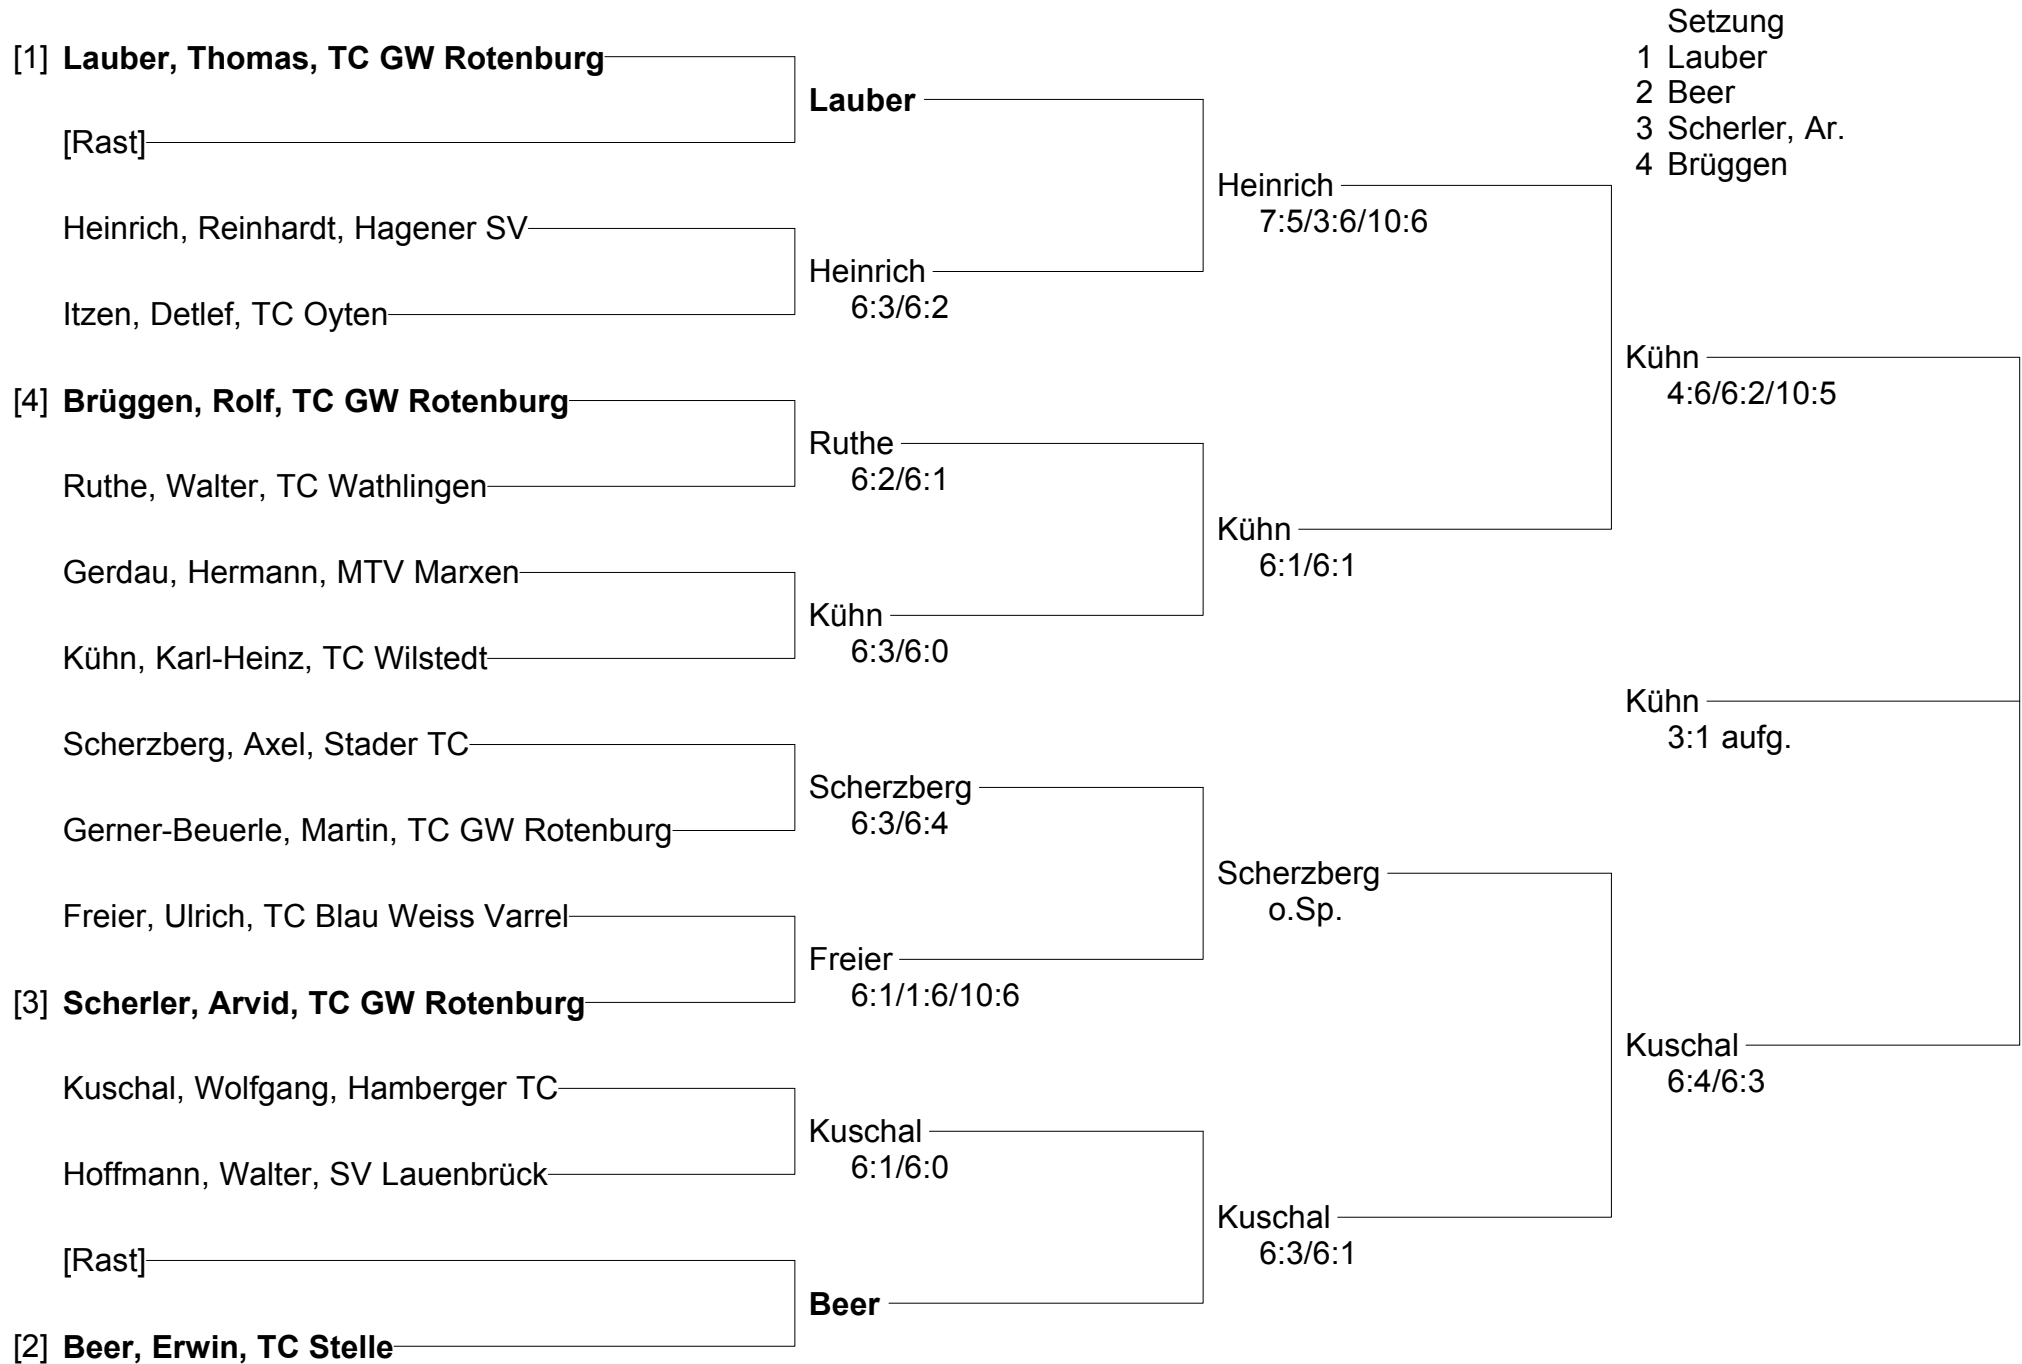 [1] Lauber, Thomas, TC GW Rotenburg
[Rast]
Heinrich, Reinhardt, Hagener SV
Itzen, Detlef, TC Oyten
[4] Brüggen, Rolf, TC GW Rotenburg
Ruthe, Walter, TC Wathlingen
Gerdau, Hermann, MTV Marxen
Kühn, Karl-Heinz, TC Wilstedt
Scherzberg, Axel, Stader TC
Gerner-Beuerle, Martin, TC GW Rotenburg
Freier, Ulrich, TC Blau Weiss Varrel
[3] Scherler, Arvid, TC GW Rotenburg
Kuschal, Wolfgang, Hamberger TC
Hoffmann, Walter, SV Lauenbrück
[Rast]
[2] Beer, Erwin, TC Stelle
Lauber
Heinrich
6:3/6:2
Ruthe
6:2/6:1
Kühn
6:3/6:0
Scherzberg
6:3/6:4
Freier
6:1/1:6/10:6
Kuschal
6:1/6:0
Beer
Heinrich
7:5/3:6/10:6
Kühn
6:1/6:1
Scherzberg
o.Sp.
Kuschal
6:3/6:1
Setzung
1 Lauber
2 Beer
3 Scherler, Ar.
4 Brüggen
Kühn
4:6/6:2/10:5
Kühn
3:1 aufg.
Kuschal
6:4/6:3